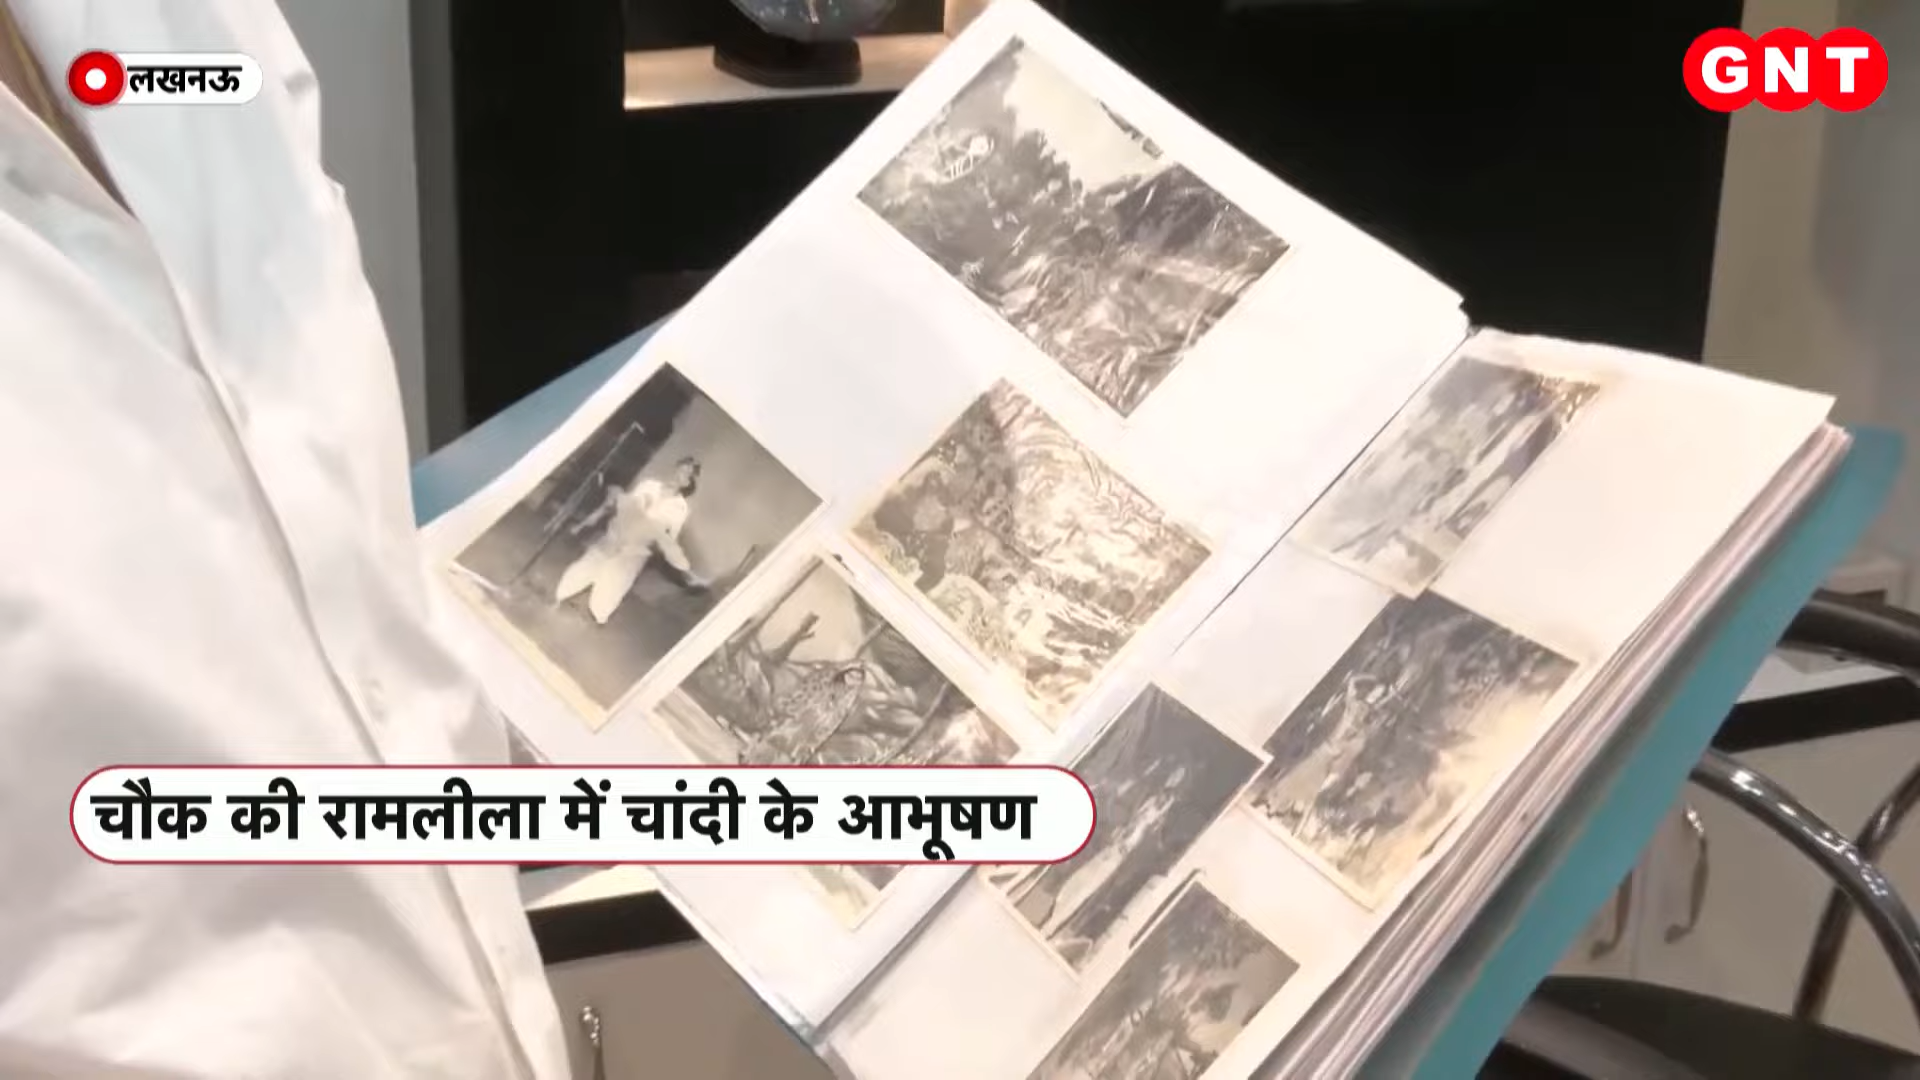 लखनऊ
GNT
चौक की रामलीला में चांदी के आभूषण